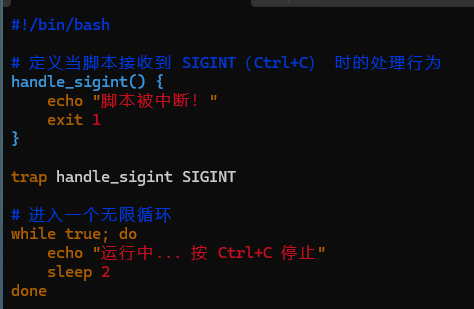 #!/bin/bash

# 定义当脚本接收到 SIGINT（Ctrl+C） 时的处理行为
handle_sigint() {
    echo "脚本被中断！"
    exit 1
}

trap handle_sigint SIGINT

# 进入一个无限循环
while true; do
    echo "运行中... 按 Ctrl+C 停止"
    sleep 2
done